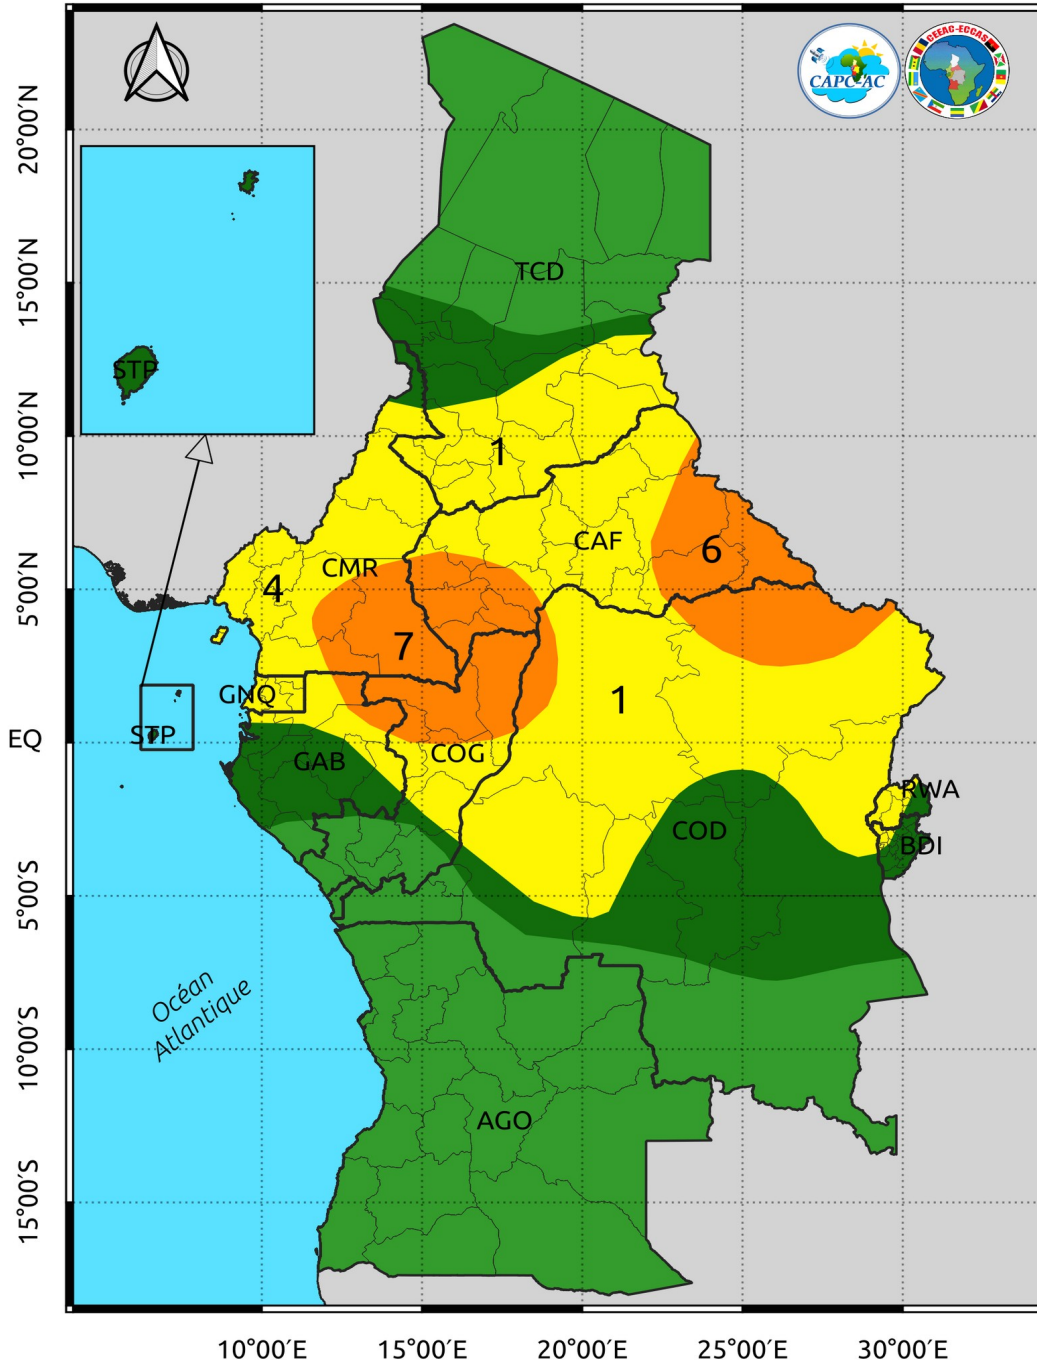 CAPC-AC
CEEAC-ECCAS
20°00′N
15°00′N
10°00′N
5°00′N
EQ
5°00′S
10°00′S
15°00′S
STP
TCD
1
CAF
6
CMR
4
7
GNQ
1
STP
GAB
COG
RWA
COD
BDI
Océan
Atlantique
AGO
10°00′E
15°00′E
20°00′E
25°00′E
30°00′E